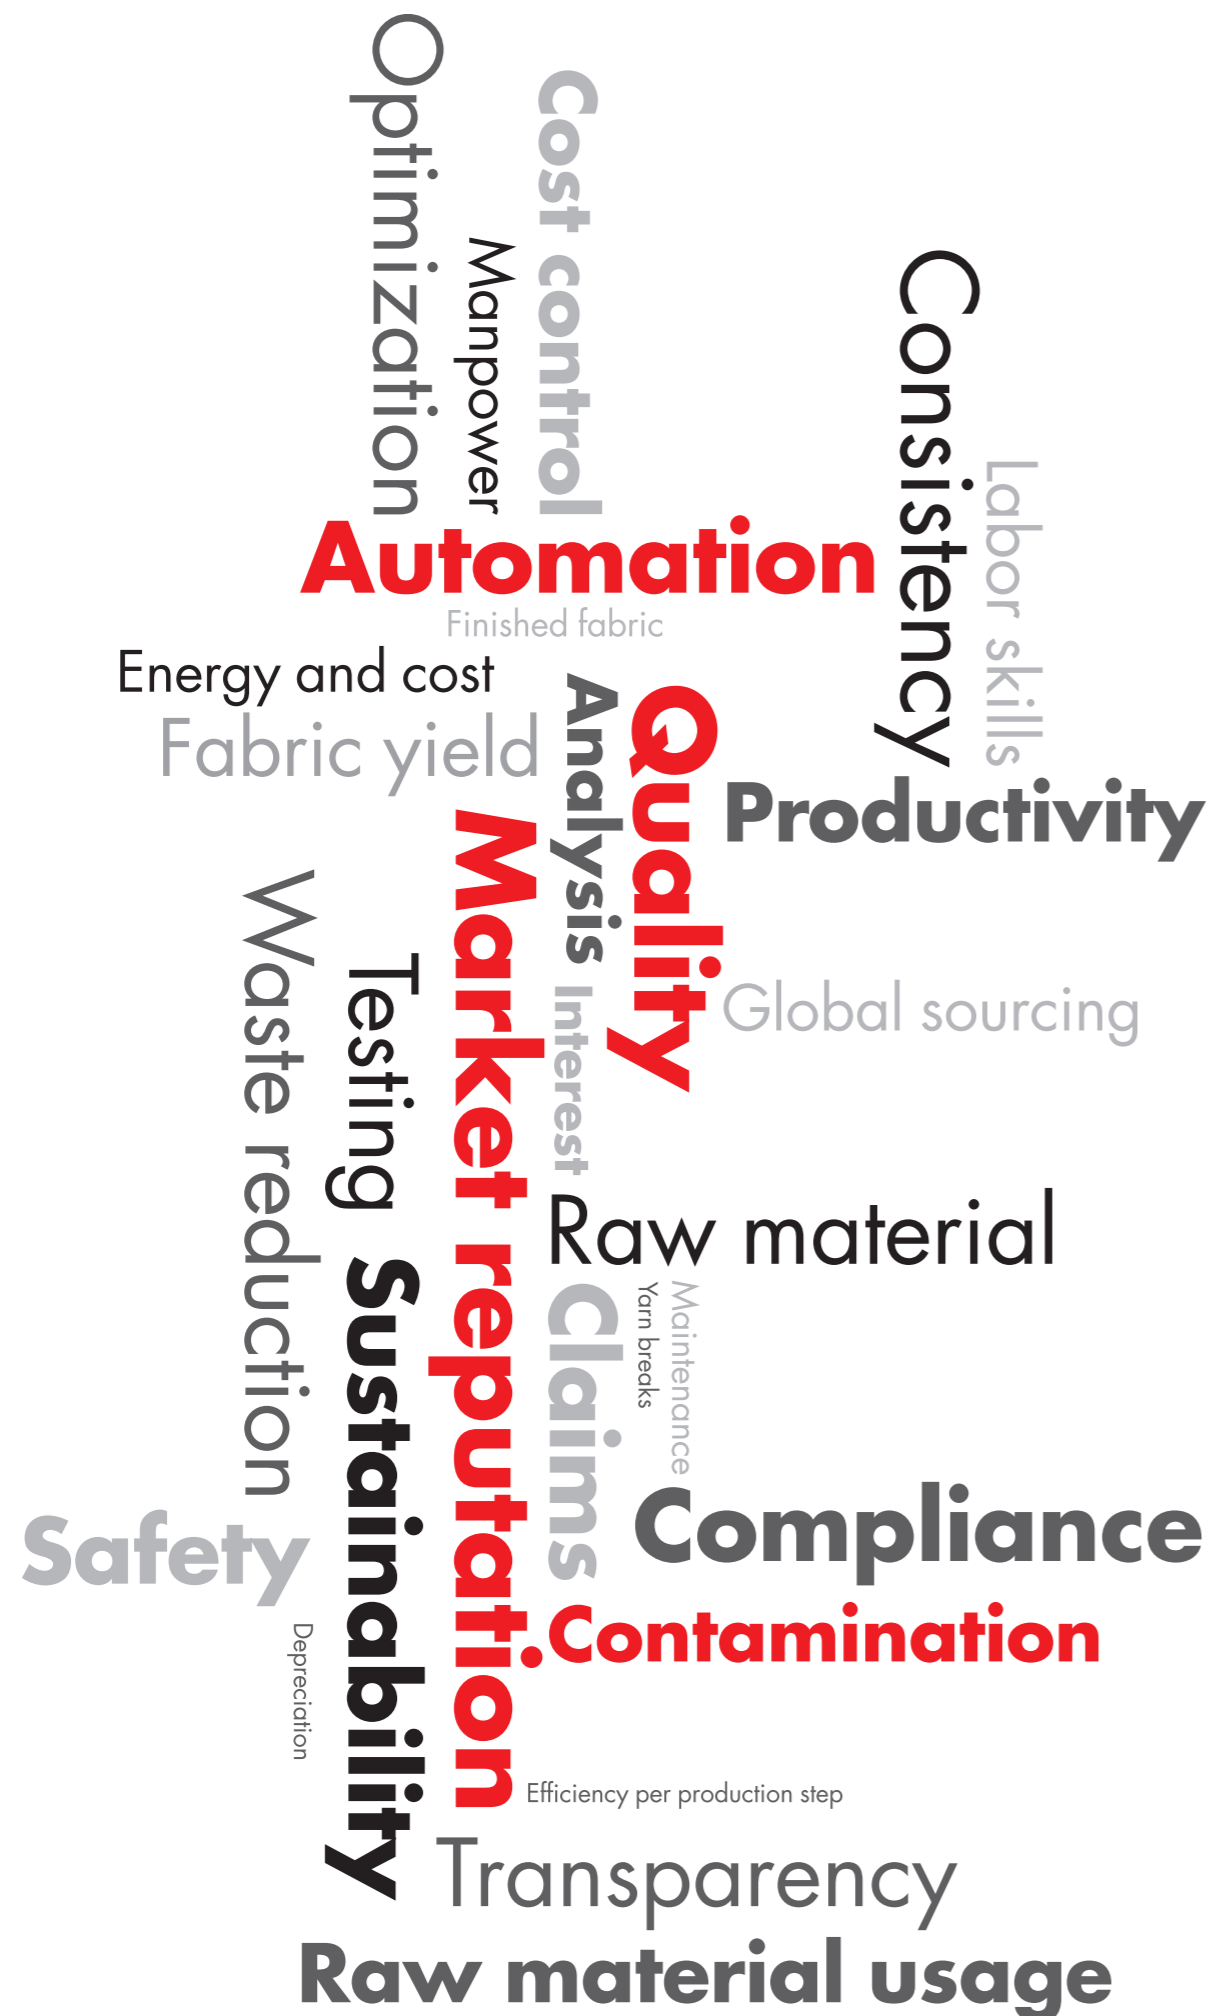 Optimization
Manpower
Cost control
Consistency
Labor skills
Automation
Finished fabric
Energy and cost
Fabric yield
Analysis
Quality
Productivity
Market reputation
Waste reduction
Testing
Interest
Global sourcing
Raw material
Sustainability
Claims
Yarn breaks
Maintenance
Compliance
Safety
Contamination
Depreciation
Efficiency per production step
Transparency
Raw material usage